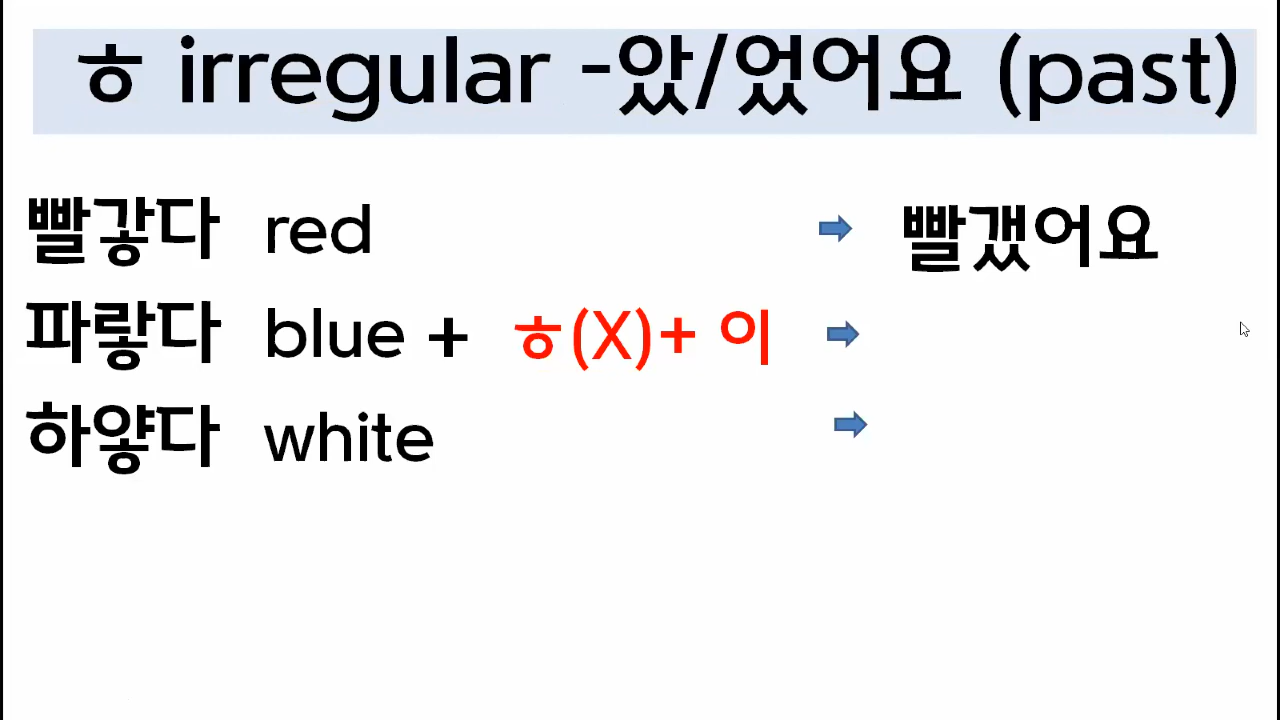 ㅎ irregular -았/었어요 (past)
빨갛다 red 빨갰어요
파랗다 blue + ㅎ(X)+ 이
하얗다 white